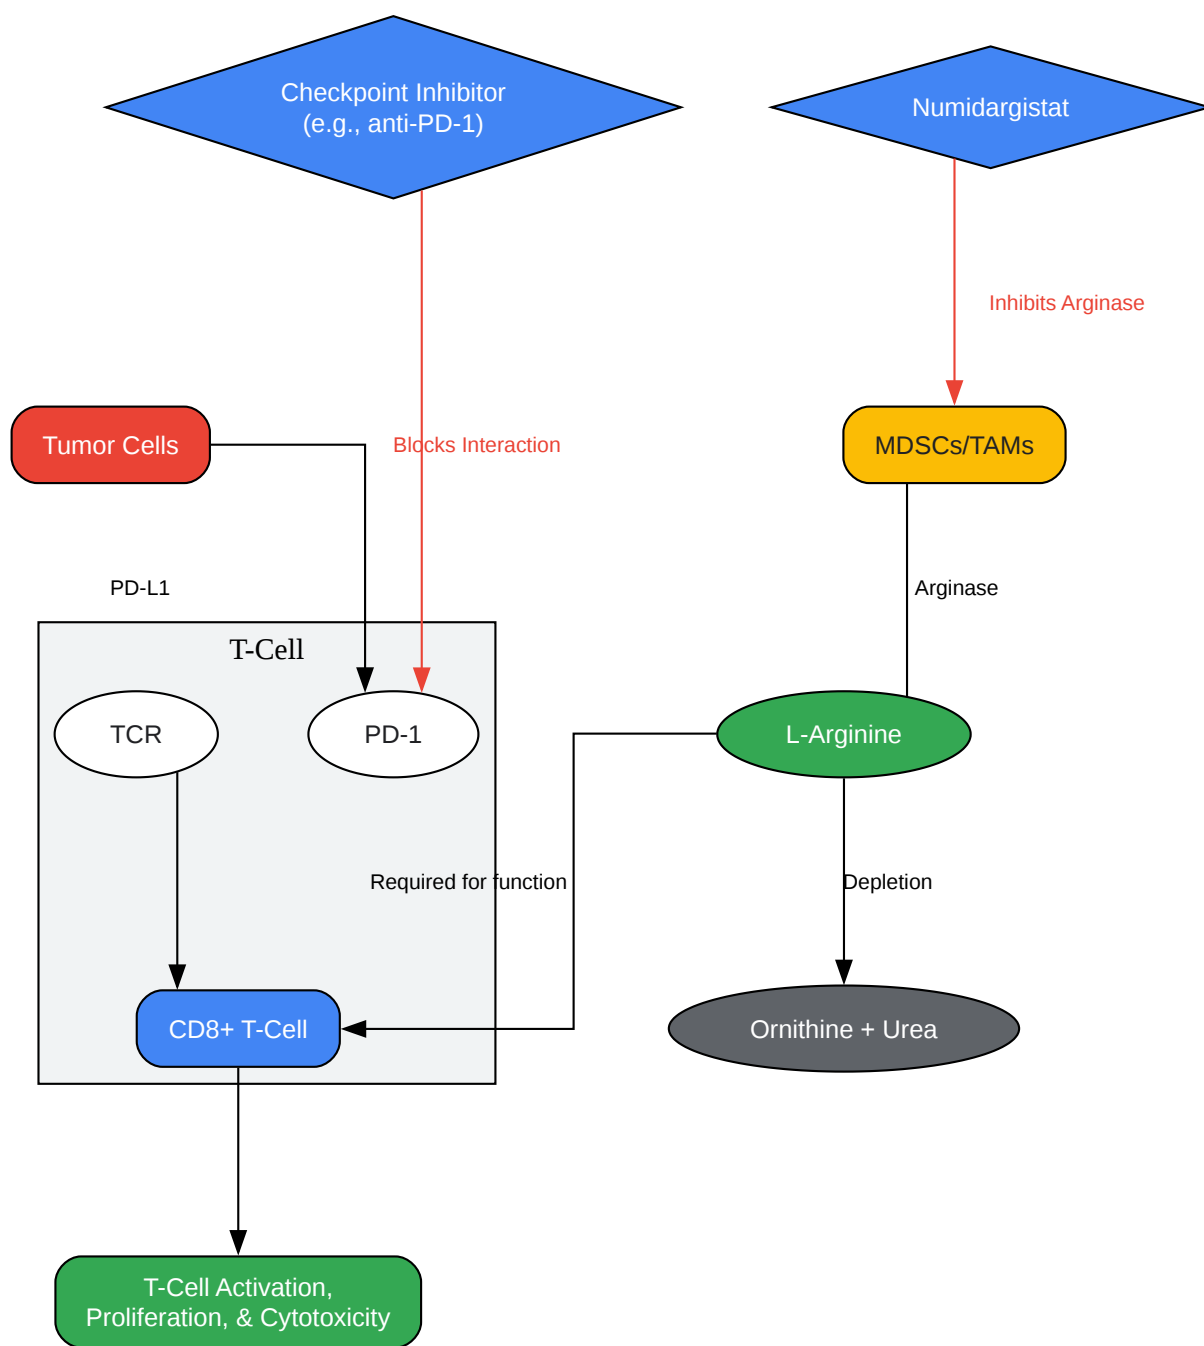 Checkpoint Inhibitor
(e.g., anti-PD-1)
Numidargistat
Inhibits Arginase
Tumor Cells
Blocks Interaction
MDSCs/TAMs
PD-L1
Arginase
T-Cell
TCR
PD-1
L-Arginine
Required for function
Depletion
CD8+ T-Cell
Ornithine + Urea
T-Cell Activation,
Proliferation, & Cytotoxicity